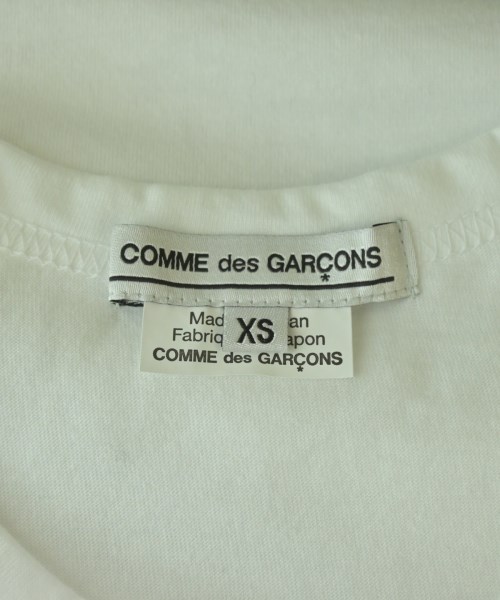 COMME des GARÇONS
XS
Mad an
Fabriq apon
COMME des GARÇONS